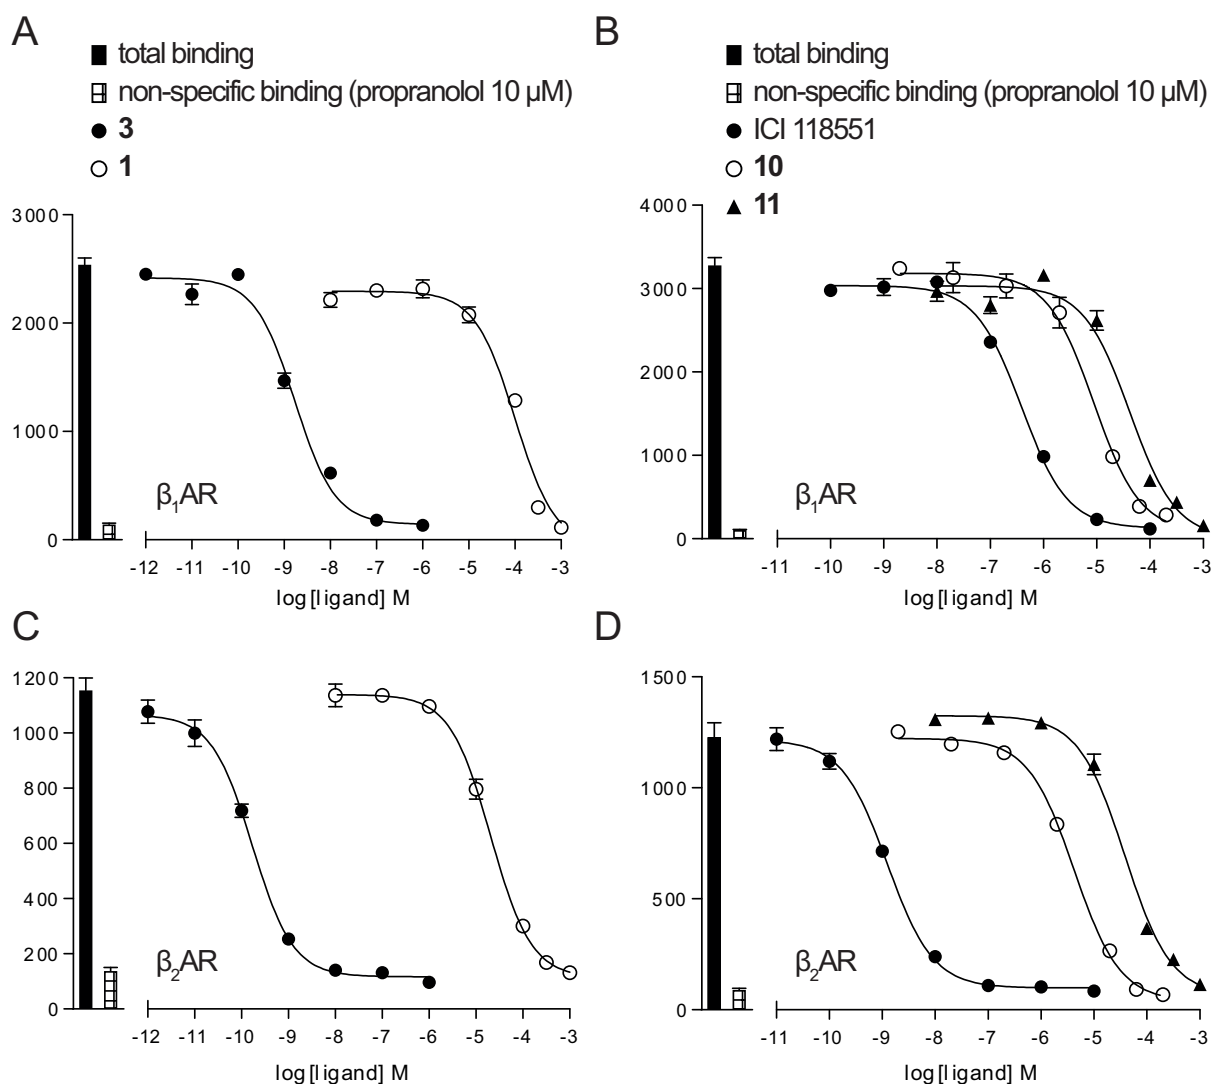 A
total binding
non-specific binding (propranolol 10 µM)
3
1
3000
2000
1000
0
β1AR
-12 -11 -10 -9 -8 -7 -6 -5 -4 -3
log[ligand] M
B
total binding
non-specific binding (propranolol 10 µM)
ICI 118551
10
11
4000
3000
2000
1000
0
β1AR
-11 -10 -9 -8 -7 -6 -5 -4 -3
log[ligand] M
C
1200
1000
800
600
400
200
0
β2AR
-12 -11 -10 -9 -8 -7 -6 -5 -4 -3
log[ligand] M
D
1500
1000
500
0
β2AR
-11 -10 -9 -8 -7 -6 -5 -4 -3
log[ligand] M